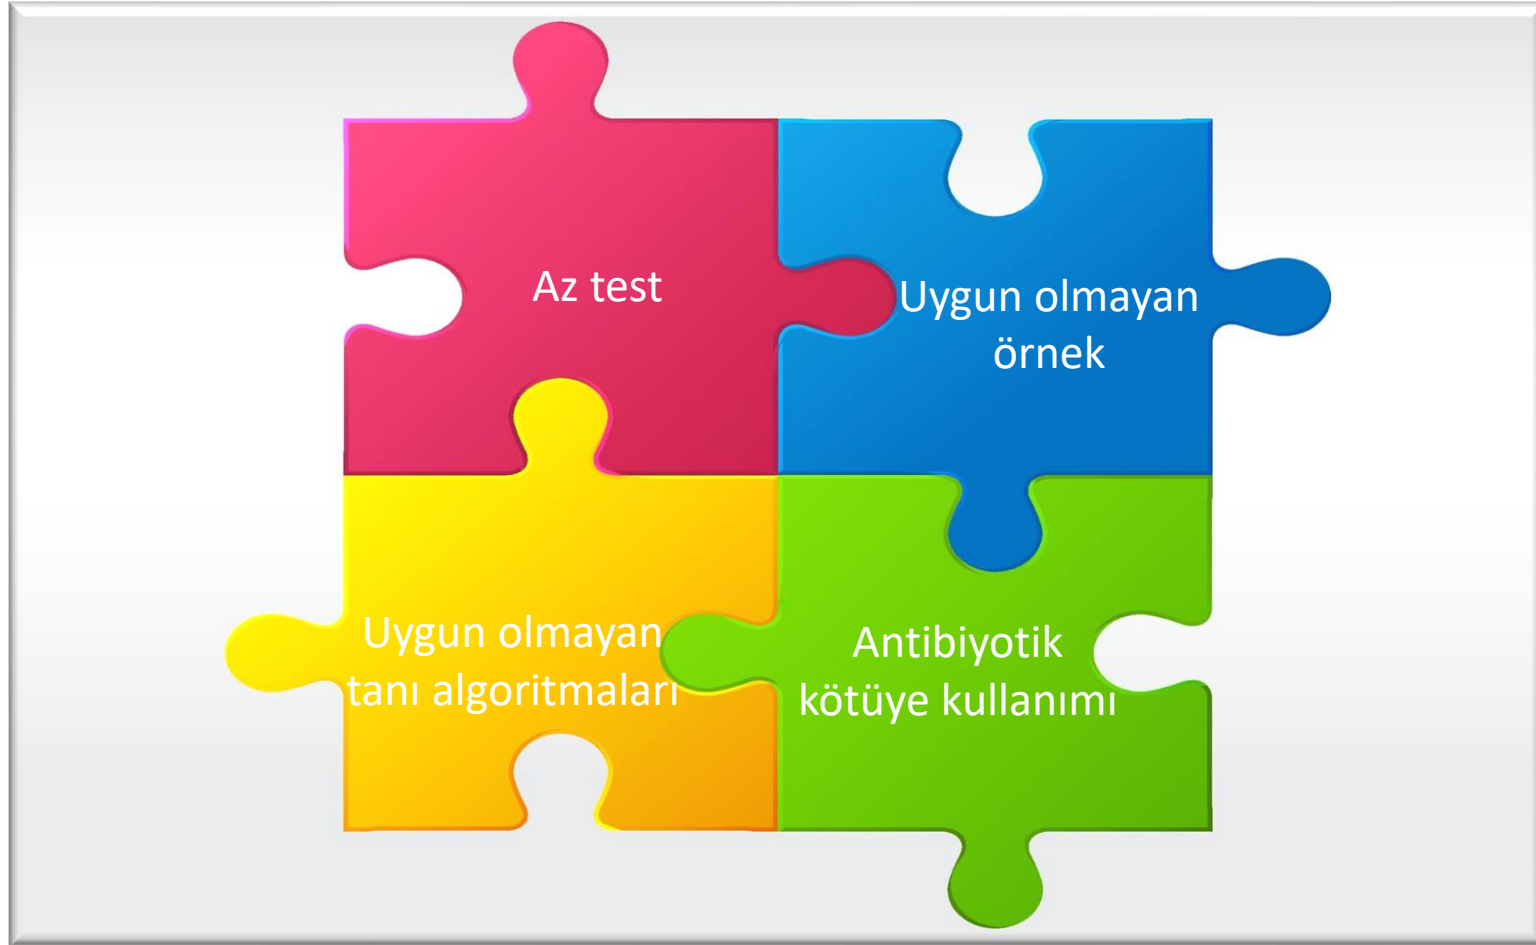 Az test
Uygun olmayan
örnek
Uygun olmayan
tanı algoritmaları
Antibiyotik
kötüye kullanımı